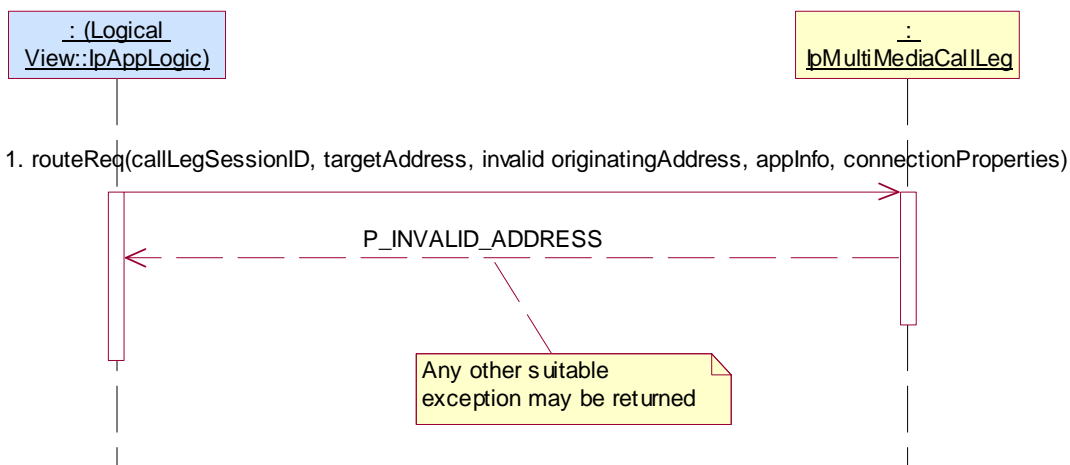 : (Logical
View::IpAppLogic)
:
IpMultiMediaCallLeg
1. routeReq(callLegSessionID, targetAddress, invalid originatingAddress, appInfo, connectionProperties)
P_INVALID_ADDRESS
Any other suitable
exception may be returned